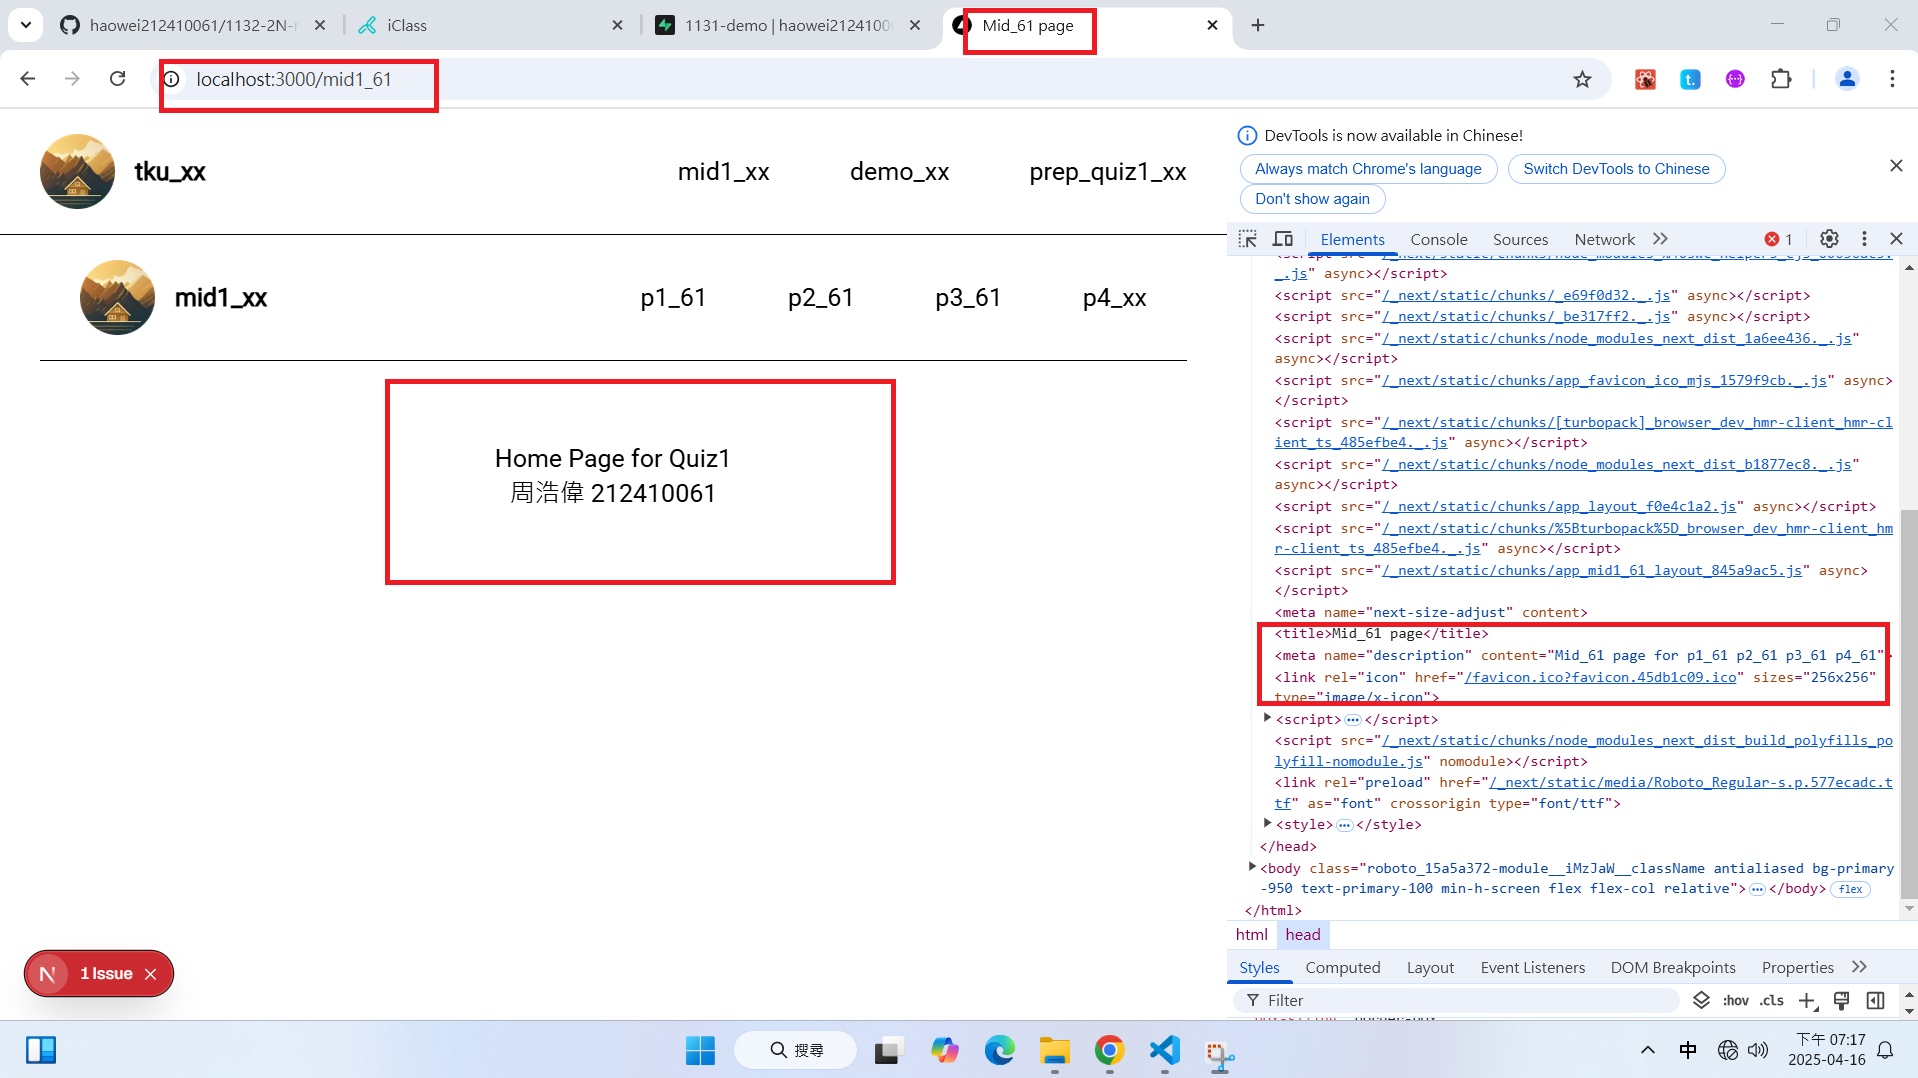 haowei212410061/1132-2N-r
iClass
1131-demo | haowei21241006
Mid_61 page
localhost:3000/mid1_61
tku_xx
mid1_xx
demo_xx
prep_quiz1_xx
mid1_xx
p1_61
p2_61
p3_61
p4_xx
Home Page for Quiz1
周浩偉 212410061
N
1 Issue
DevTools is now available in Chinese!
Always match Chrome's language
Switch DevTools to Chinese
Don't show again
Elements
Console
Sources
Network
1
_.js" async></script>
<script src="/_next/static/chunks/_e69f0d32._.js" async></script>
<script src="/_next/static/chunks/_be317ff2._.js" async></script>
<script src="/_next/static/chunks/node_modules_next_dist_1a6ee436._.js"
async></script>
<script src="/_next/static/chunks/app_favicon_ico_mjs_1579f9cb._.js" async>
</script>
<script src="/_next/static/chunks/[turbopack]_browser_dev_hmr-client_hmr-cl
ient_ts_485efbe4._.js" async></script>
<script src="/_next/static/chunks/node_modules_next_dist_b1877ec8._.js"
async></script>
<script src="/_next/static/chunks/app_layout_f0e4c1a2.js" async></script>
<script src="/_next/static/chunks/%5Bturbopack%5D_browser_dev_hmr-client_hm
r-client_ts_485efbe4._.js" async></script>
<script src="/_next/static/chunks/app_mid1_61_layout_845a9ac5.js" async>
</script>
<meta name="next-size-adjust" content>
<title>Mid_61 page</title>
<meta name="description" content="Mid_61 page for p1_61 p2_61 p3_61 p4_61">
<link rel="icon" href="/favicon.ico?favicon.45db1c09.ico" sizes="256x256"
type="image/x-icon">
<script>…</script>
<script src="/_next/static/chunks/node_modules_next_dist_build_polyfills_po
lyfill-nomodule.js" nomodule></script>
<link rel="preload" href="/_next/static/media/Roboto_Regular-s.p.577ecadc.t
tf" as="font" crossorigin type="font/ttf">
<style>…</style>
</head>
<body class="roboto_15a5a372-module__iMzJaW__className antialiased bg-primary
-950 text-primary-100 min-h-screen flex flex-col relative">…</body>
flex
</html>
html
head
Styles
Computed
Layout
Event Listeners
DOM Breakpoints
Properties
Filter
:hov
.cls
搜尋
中
下午 07:17
2025-04-16